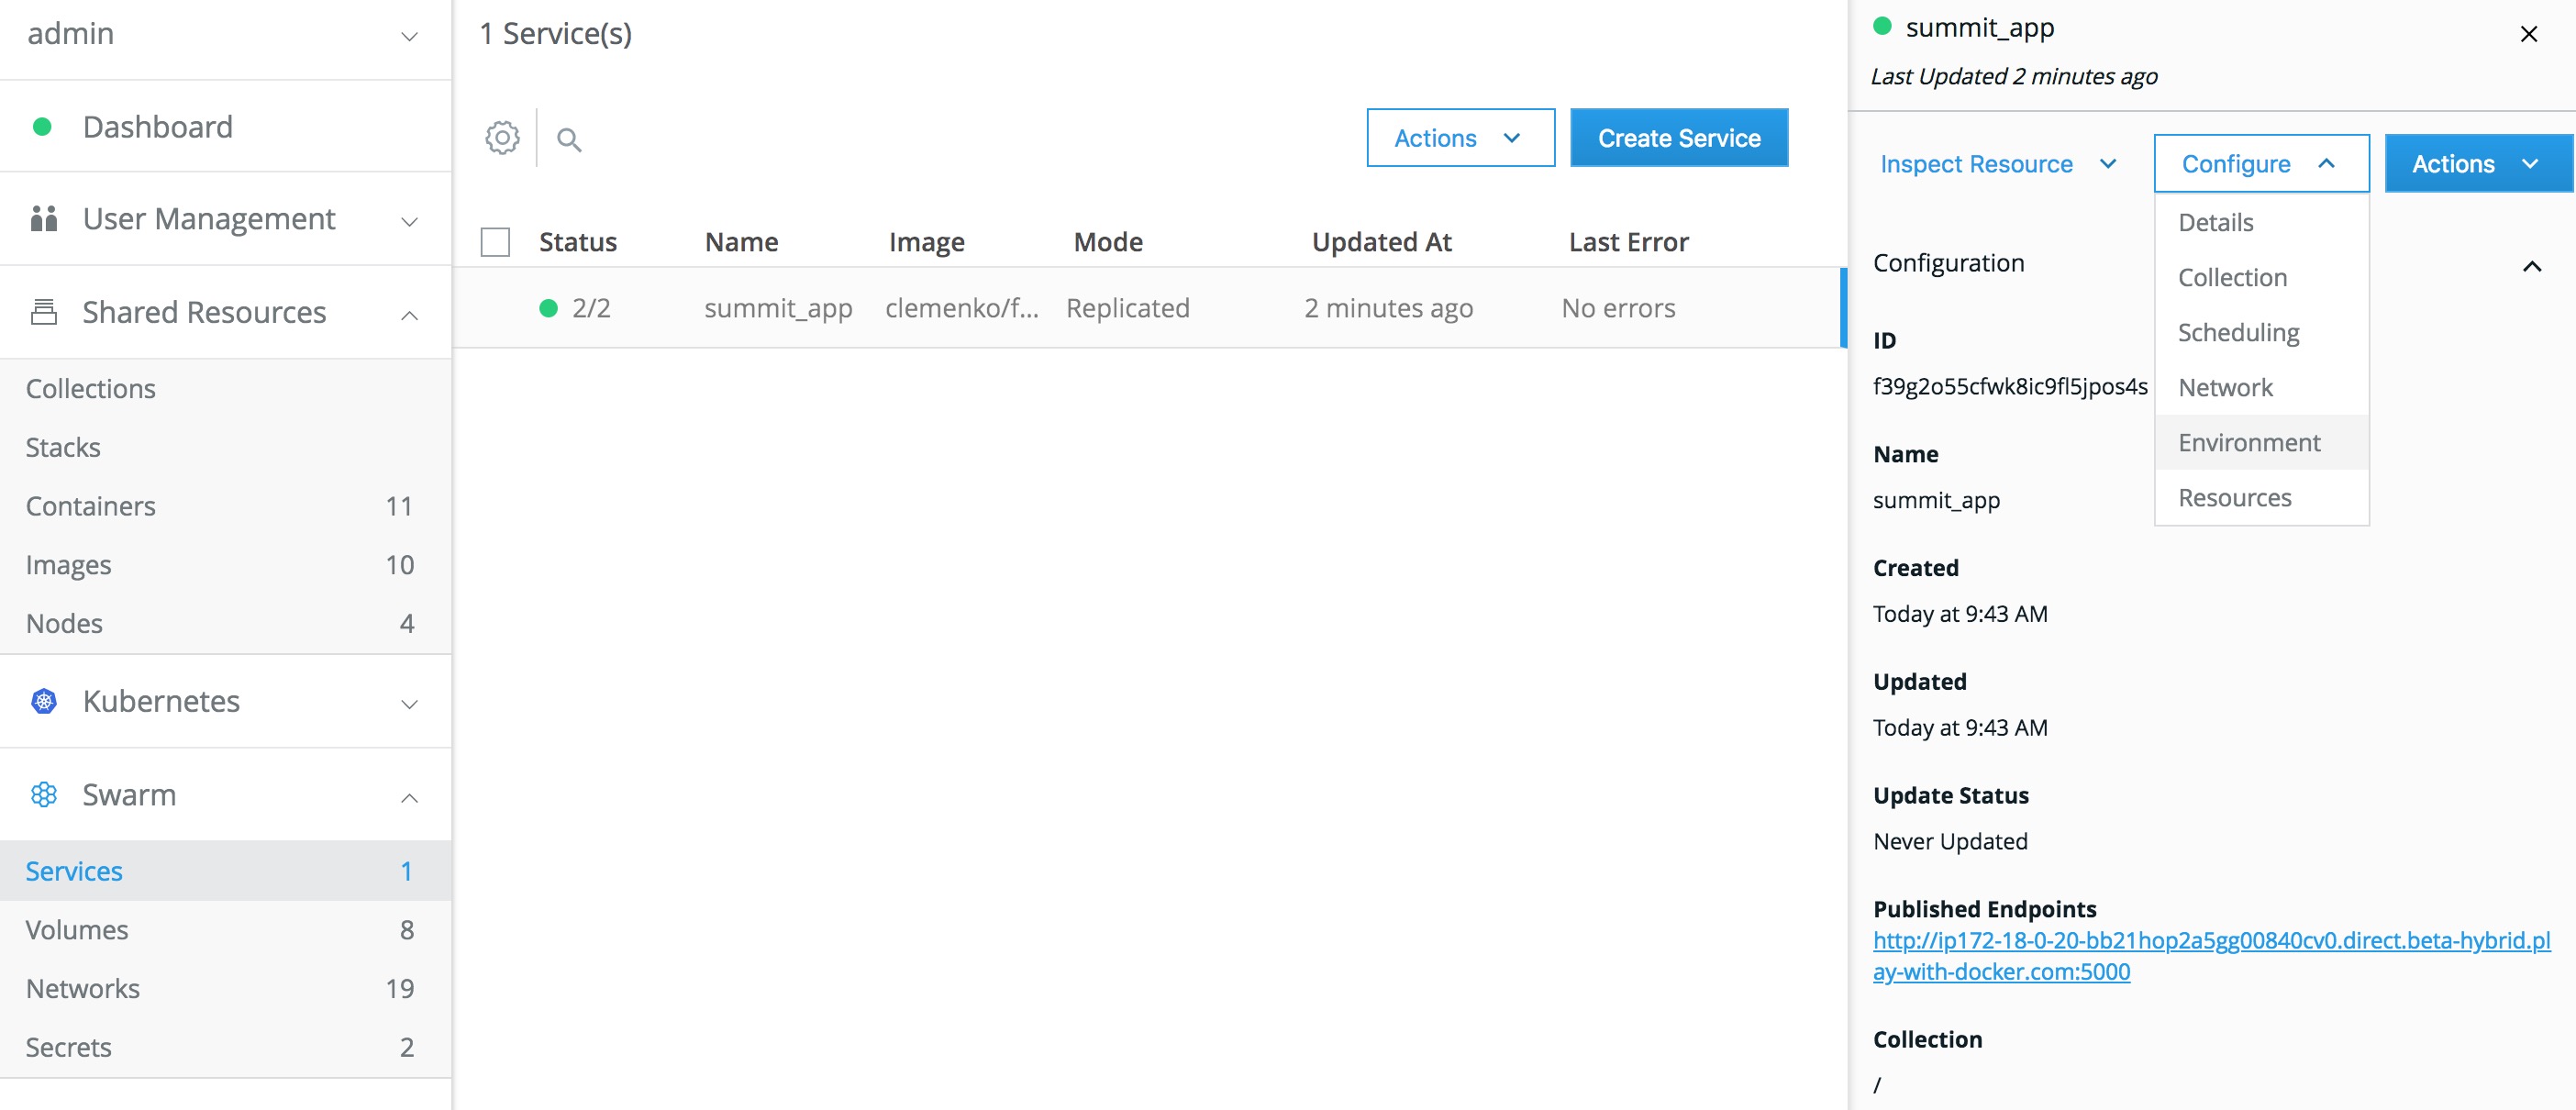 admin
Dashboard
User Management
Shared Resources
Collections
Stacks
Containers 11
Images 10
Nodes 4
Kubernetes
Swarm
Services 1
Volumes 8
Networks 19
Secrets 2
1 Service(s)
Actions Create Service
Status Name Image Mode Updated At Last Error
2/2 summit_app clemenko/f... Replicated 2 minutes ago No errors
summit_app
Last Updated 2 minutes ago
Inspect Resource Configure Actions
Details
Collection
Scheduling
Network
Environment
Resources
Configuration
ID
f39g2o55cfwk8ic9fl5jpos4s
Name
summit_app
Created
Today at 9:43 AM
Updated
Today at 9:43 AM
Update Status
Never Updated
Published Endpoints
http://ip172-18-0-20-bb21hop2a5gg00840cv0.direct.beta-hybrid.pl
ay-with-docker.com:5000
Collection
/